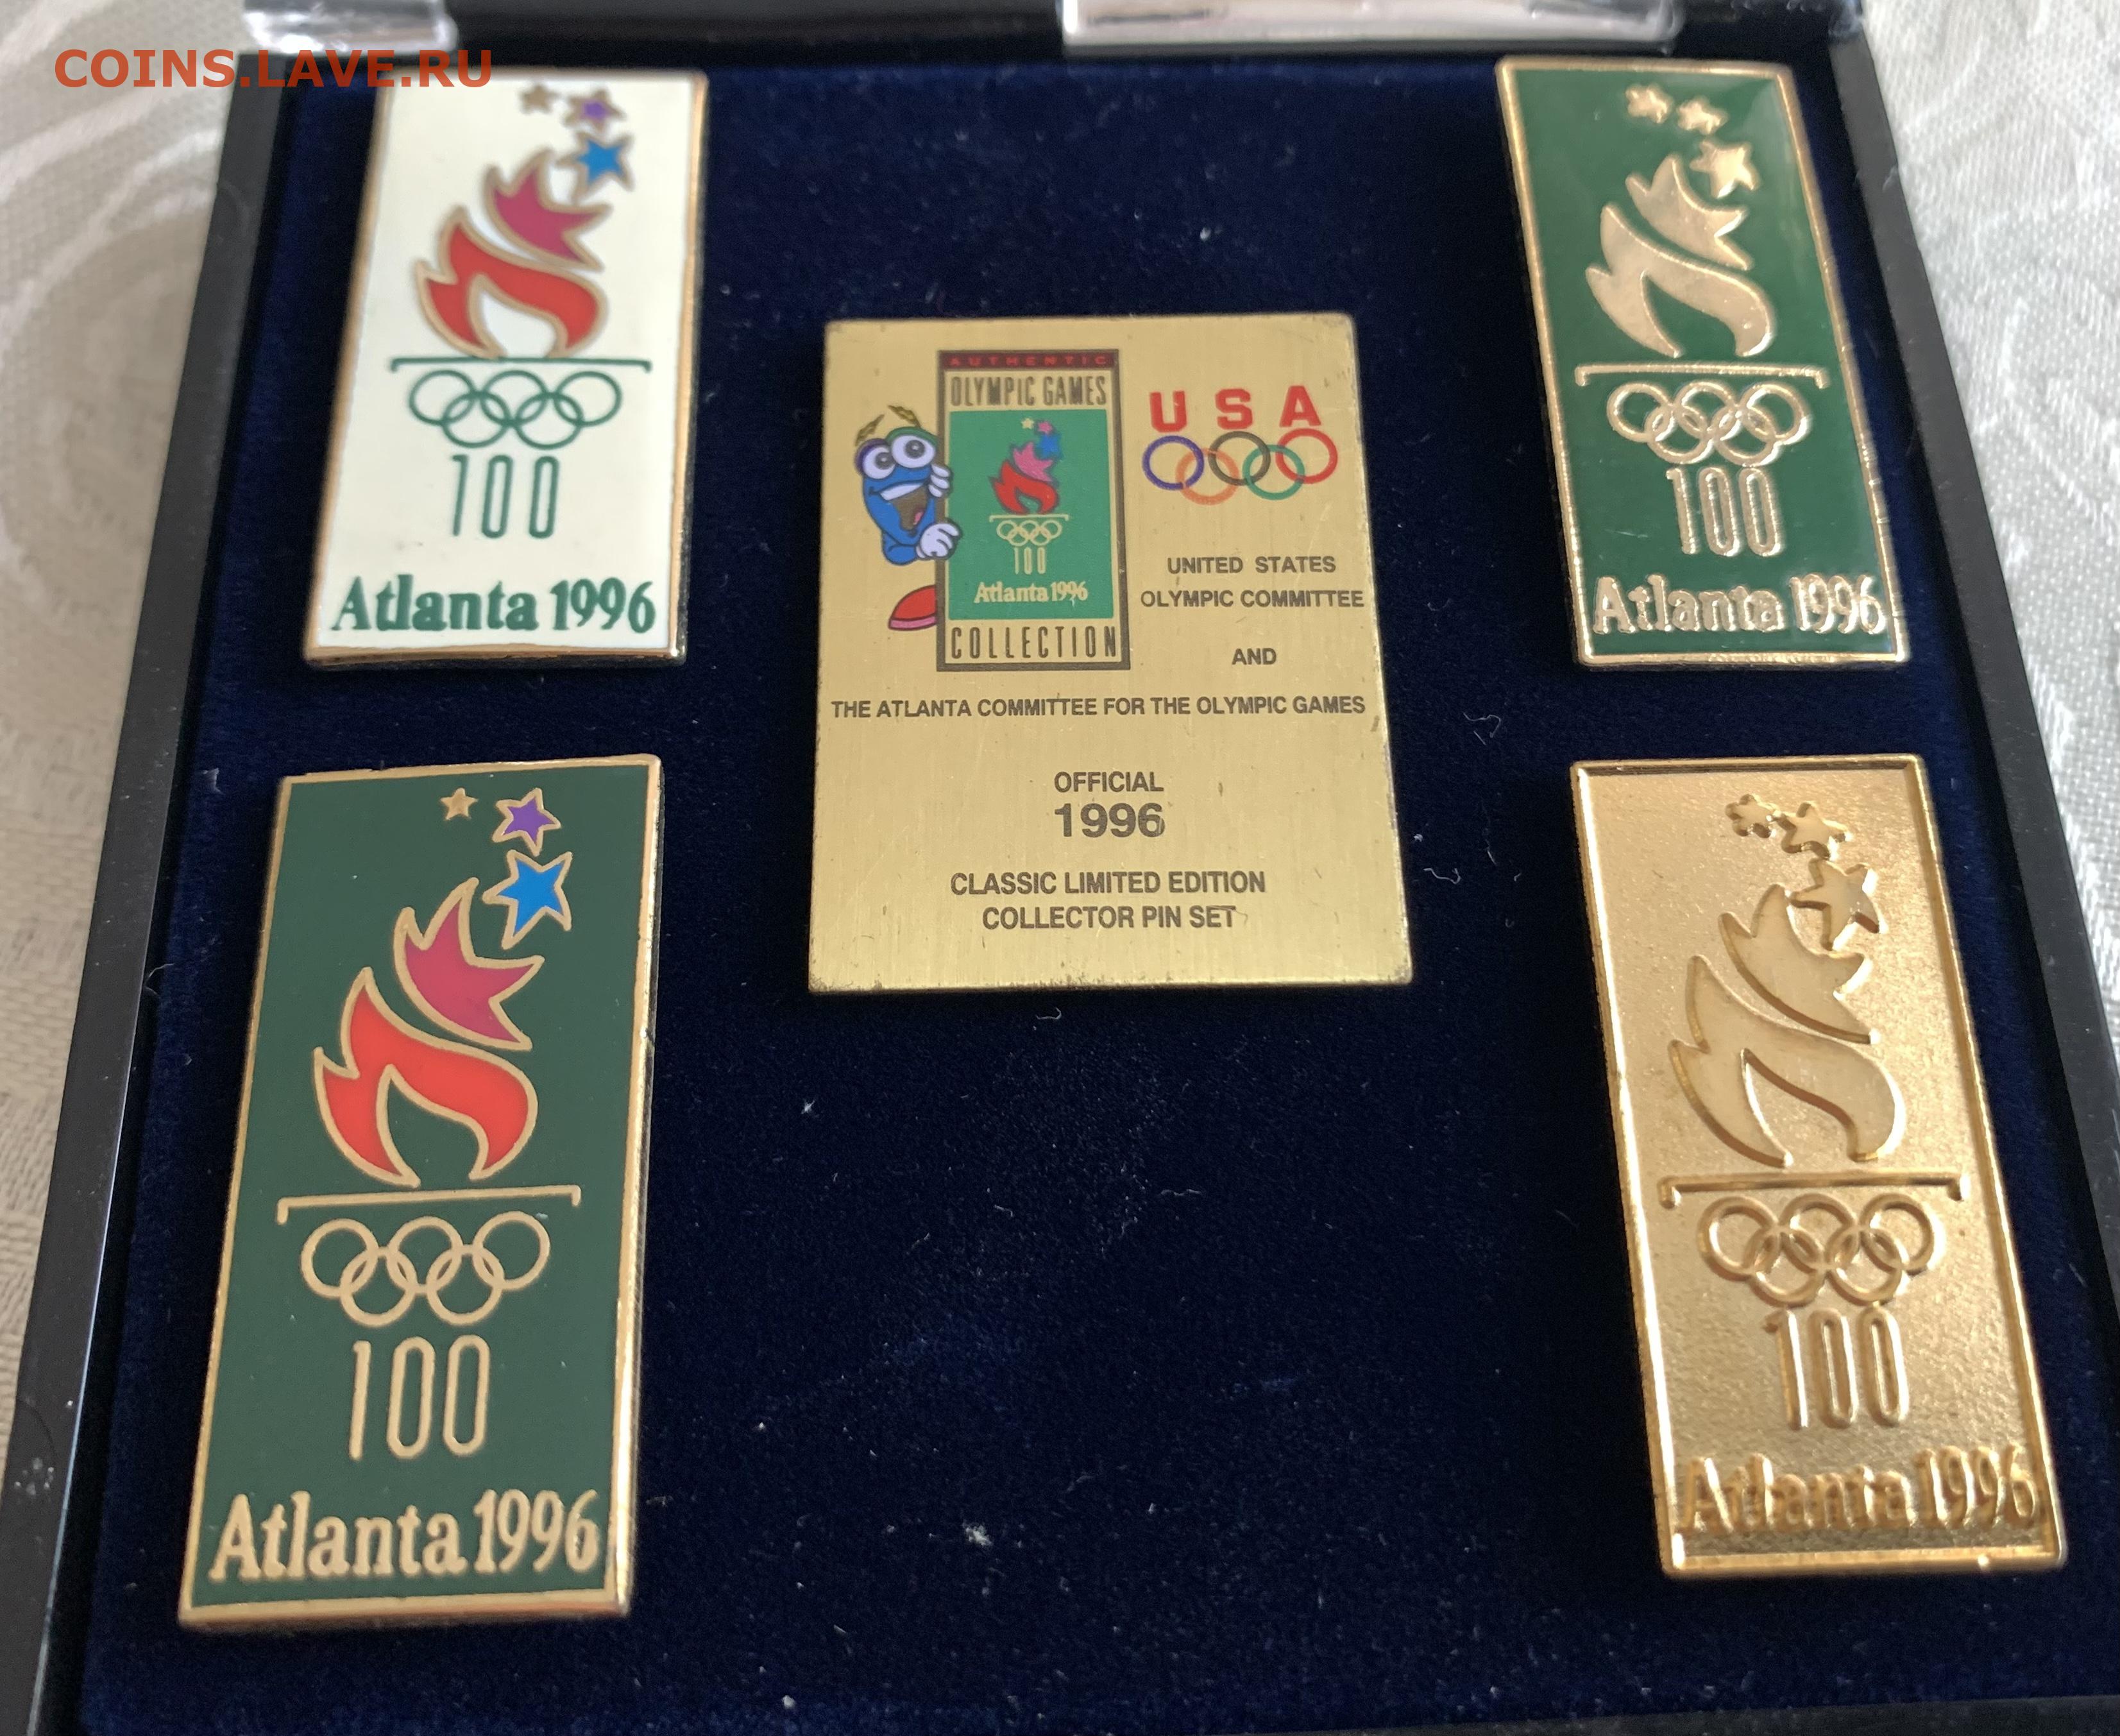 COINS.LAVE.RU
100
Atlanta 1996
AUTHENTIC
OLYMPIC GAMES
100
Atlanta 1996
COLLECTION
USA
UNITED STATES
OLYMPIC COMMITTEE
AND
THE ATLANTA COMMITTEE FOR THE OLYMPIC GAMES
OFFICIAL
1996
CLASSIC LIMITED EDITION
COLLECTOR PIN SET
100
Atlanta 1996
100
Atlanta 1996
100
Atlanta 1996